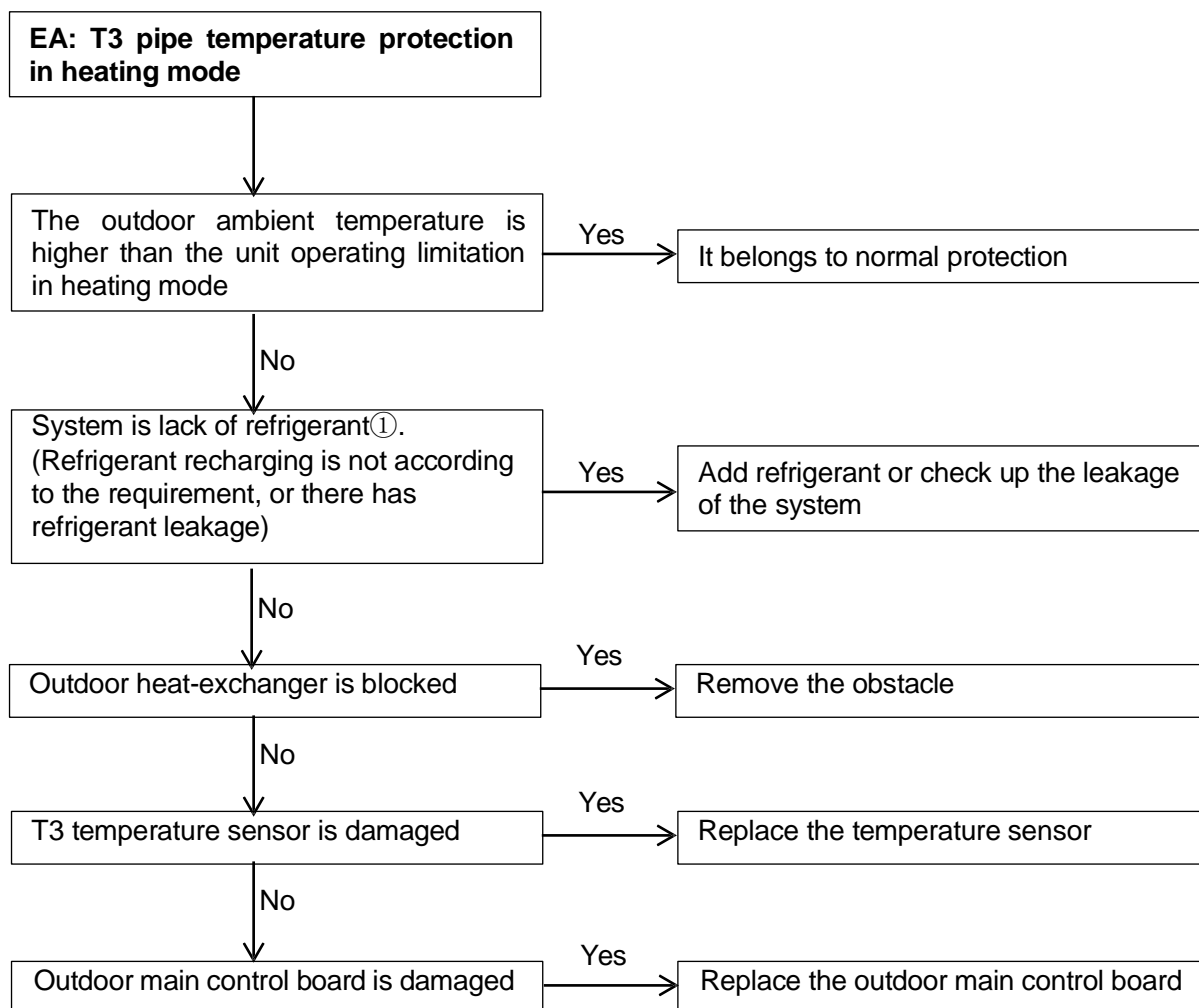 EA: T3 pipe temperature protection
in heating mode
The outdoor ambient temperature is
higher than the unit operating limitation
in heating mode
Yes
It belongs to normal protection
No
System is lack of refrigerant①.
(Refrigerant recharging is not according
to the requirement, or there has
refrigerant leakage)
Yes
Add refrigerant or check up the leakage
of the system
No
Outdoor heat-exchanger is blocked
Yes
Remove the obstacle
No
T3 temperature sensor is damaged
Yes
Replace the temperature sensor
No
Outdoor main control board is damaged
Yes
Replace the outdoor main control board